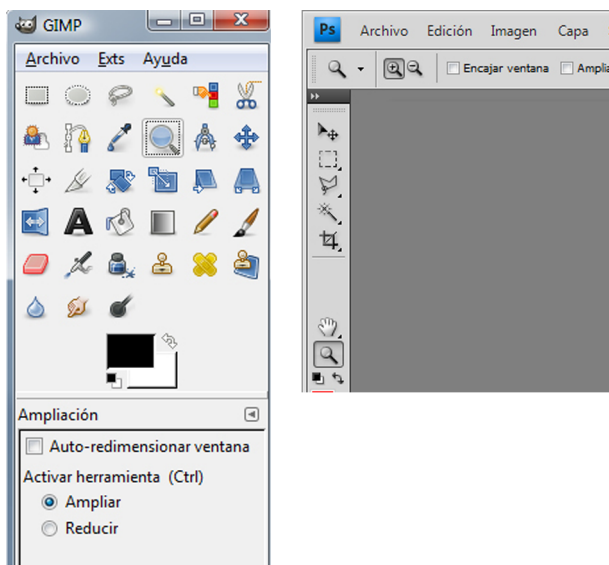 GIMP
Archivo Exts Ayuda
Ampliación
Auto-redimensionar ventana
Activar herramienta (Ctrl)
Ampliar
Reducir
Ps Archivo Edición Imagen Capa
Encajar ventana Amplia